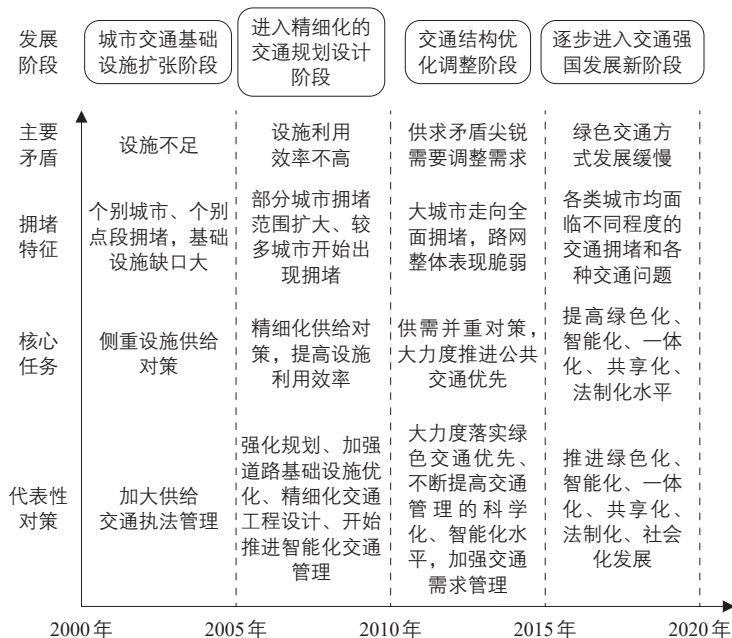 发展
阶段
城市交通基础
设施扩张阶段
进入精细化的
交通规划设计
阶段
交通结构优
化调整阶段
逐步进入交通强
国发展新阶段
主要
矛盾
设施不足
设施利用
效率不高
供求矛盾尖锐
需要调整需求
绿色交通方
式发展缓慢
拥堵
特征
个别城市、个别
点段拥堵，基础
设施缺口大
部分城市拥堵
范围扩大、较
多城市开始出
现拥堵
大城市走向全
面拥堵，路网
整体表现脆弱
各类城市均面
临不同程度的
交通拥堵和各
种交通问题
核心
任务
侧重设施供给
对策
精细化供给对
策，提高设施
利用效率
供需并重对策，
大力度推进公共
交通优先
提高绿色化、
智能化、一体
化、共享化、
法制化水平
代表性
对策
加大供给
交通执法管理
强化规划、加强
道路基础设施优
化、精细化交通
工程设计、开始
推进智能化交通
管理
大力度落实绿
色交通优先、
不断提高交通
管理的科学
化、智能化水
平，加强交通
需求管理
推进绿色化、
智能化、一体
化、共享化、
法制化、社会
化发展
2000年
2005年
2010年
2015年
2020年